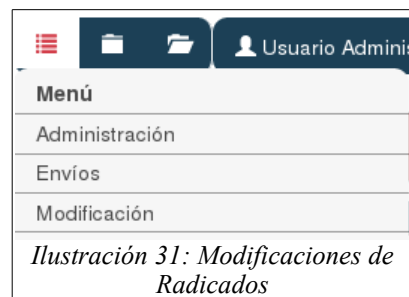 Usuario Adminis
Menú
Administración
Envíos
Modificación
Ilustración 31: Modificaciones de
Radicados